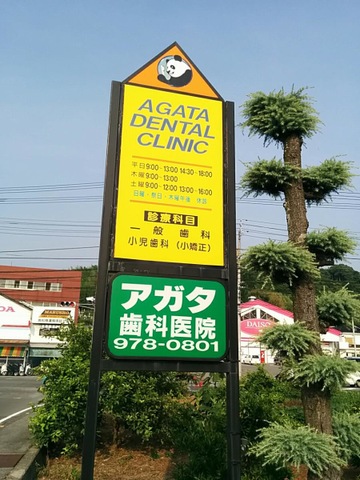 AGATA
DENTAL
CLINIC
平日 9:00-13:00 14:30-18:00
木曜 9:00-13:00
土曜 9:00-12:00 13:00-16:00
日曜・祭日・木曜午後 休診
診療科目
一般歯科
小児歯科(小矯正)
アガタ
歯科医院
978-0801
DAISO